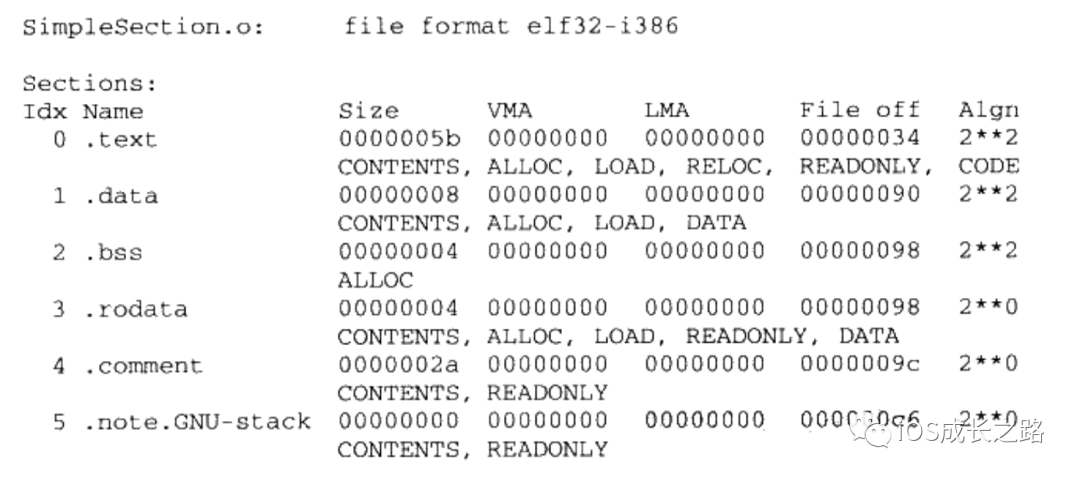 SimpleSection.o:     file format elf32-i386
Sections:
Idx Name          Size      VMA       LMA       File off  Algn
  0 .text         0000005b  00000000  00000000  00000034  2**2
                  CONTENTS, ALLOC, LOAD, RELOC, READONLY, CODE
  1 .data         00000008  00000000  00000000  00000090  2**2
                  CONTENTS, ALLOC, LOAD, DATA
  2 .bss          00000004  00000000  00000000  00000098  2**2
                  ALLOC
  3 .rodata       00000004  00000000  00000000  00000098  2**0
                  CONTENTS, ALLOC, LOAD, READONLY, DATA
  4 .comment      0000002a  00000000  00000000  0000009c  2**0
                  CONTENTS, READONLY
  5 .note.GNU-stack 00000000  00000000  00000000  000000c6  2**0
                  CONTENTS, READONLY
iOS成长之路